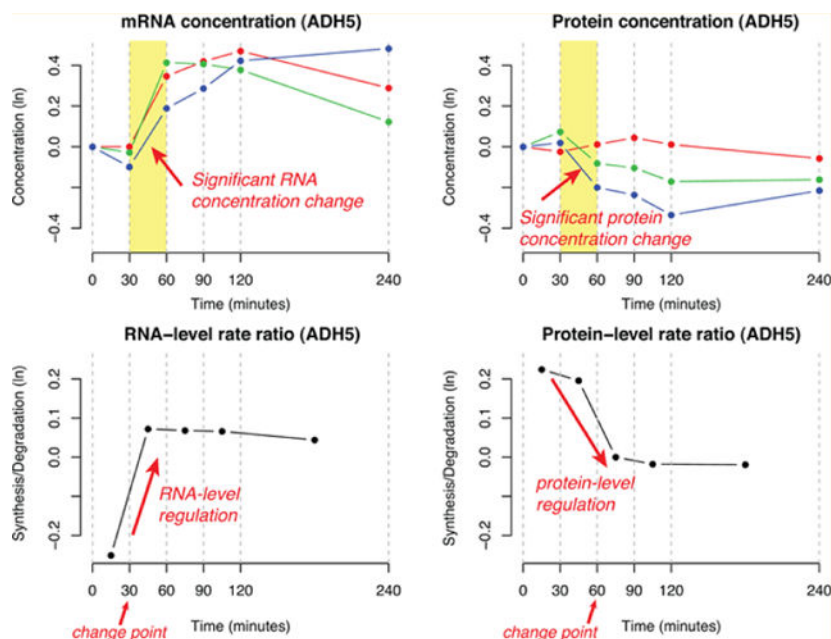 mRNA concentration (ADH5)
Concentration (ln)
0.4
0.2
0.0
−0.4
Significant RNA
concentration change
0 30 60 90 120 240
Time (minutes)
Protein concentration (ADH5)
Concentration (ln)
0.4
0.2
0.0
−0.4
Significant protein
concentration change
0 30 60 90 120 240
Time (minutes)
RNA−level rate ratio (ADH5)
Synthesis/Degradation (ln)
0.2
0.1
0.0
−0.2
RNA-level
regulation
0 30 60 90 120 240
change point
Time (minutes)
Protein−level rate ratio (ADH5)
Synthesis/Degradation (ln)
0.2
0.1
0.0
−0.2
protein-level
regulation
0 30 60 90 120 240
change point
Time (minutes)